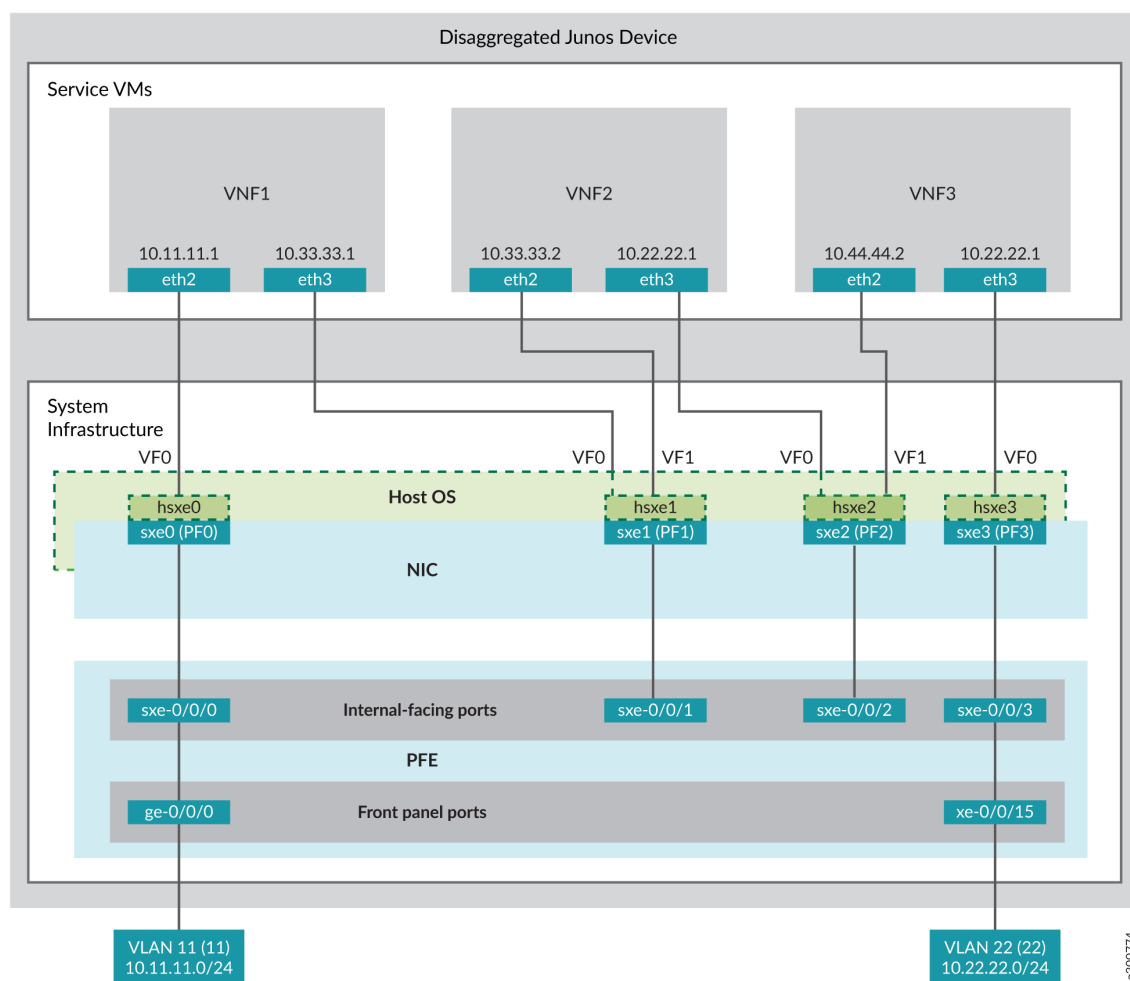 Disaggregated Junos Device
Service VMs
VNF1
VNF2
VNF3
10.11.11.1
10.33.33.1
10.33.33.2
10.22.22.1
10.44.44.2
10.22.22.1
eth2
eth3
eth2
eth3
eth2
eth3
System
Infrastructure
VF0
VF0
VF1
VF0
VF1
VF0
Host OS
hsxe0
hsxe1
hsxe2
hsxe3
sxe0 (PF0)
sxe1 (PF1)
sxe2 (PF2)
sxe3 (PF3)
NIC
sxe-0/0/0
Internal-facing ports
sxe-0/0/1
sxe-0/0/2
sxe-0/0/3
PFE
ge-0/0/0
Front panel ports
xe-0/0/15
VLAN 11 (11)
10.11.11.0/24
VLAN 22 (22)
10.22.22.0/24